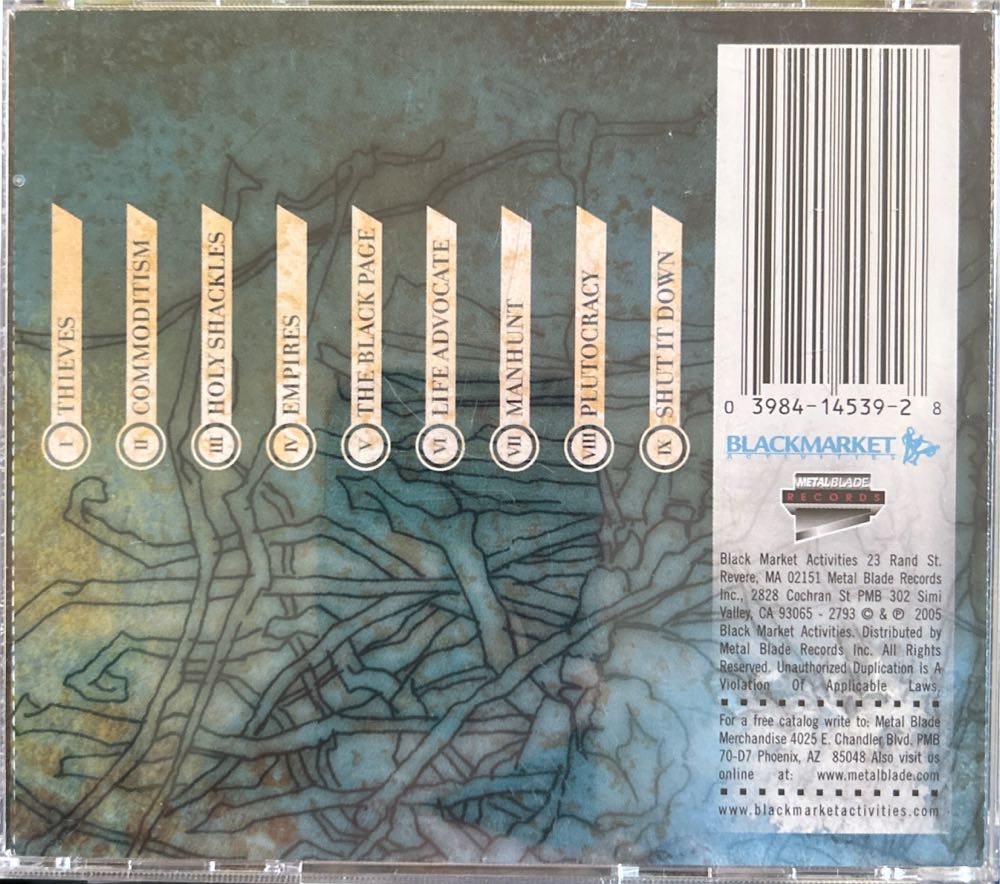 I THIEVES
II COMMODITISM
III HOLY SHACKLES
IV EMPIRES
V THE BLACK PAGE
VI LIFE ADVOCATE
VII MANHUNT
VIII PLUTOCRACY
IX SHUT IT DOWN
0 3984-14539-2 8
BLACKMARKET
ACTIVITIES
METALBLADE
RECORDS
Black Market Activities 23 Rand St.
Revere, MA 02151 Metal Blade Records
Inc., 2828 Cochran St PMB 302 Simi
Valley, CA 93065 - 2793 © & ℗ 2005
Black Market Activities. Distributed by
Metal Blade Records Inc. All Rights
Reserved. Unauthorized Duplication Is A
Violation Of Applicable Laws.
For a free catalog write to: Metal Blade
Merchandise 4025 E. Chandler Blvd. PMB
70-D7 Phoenix, AZ 85048 Also visit us
online at: www.metalblade.com
www.blackmarketactivities.com